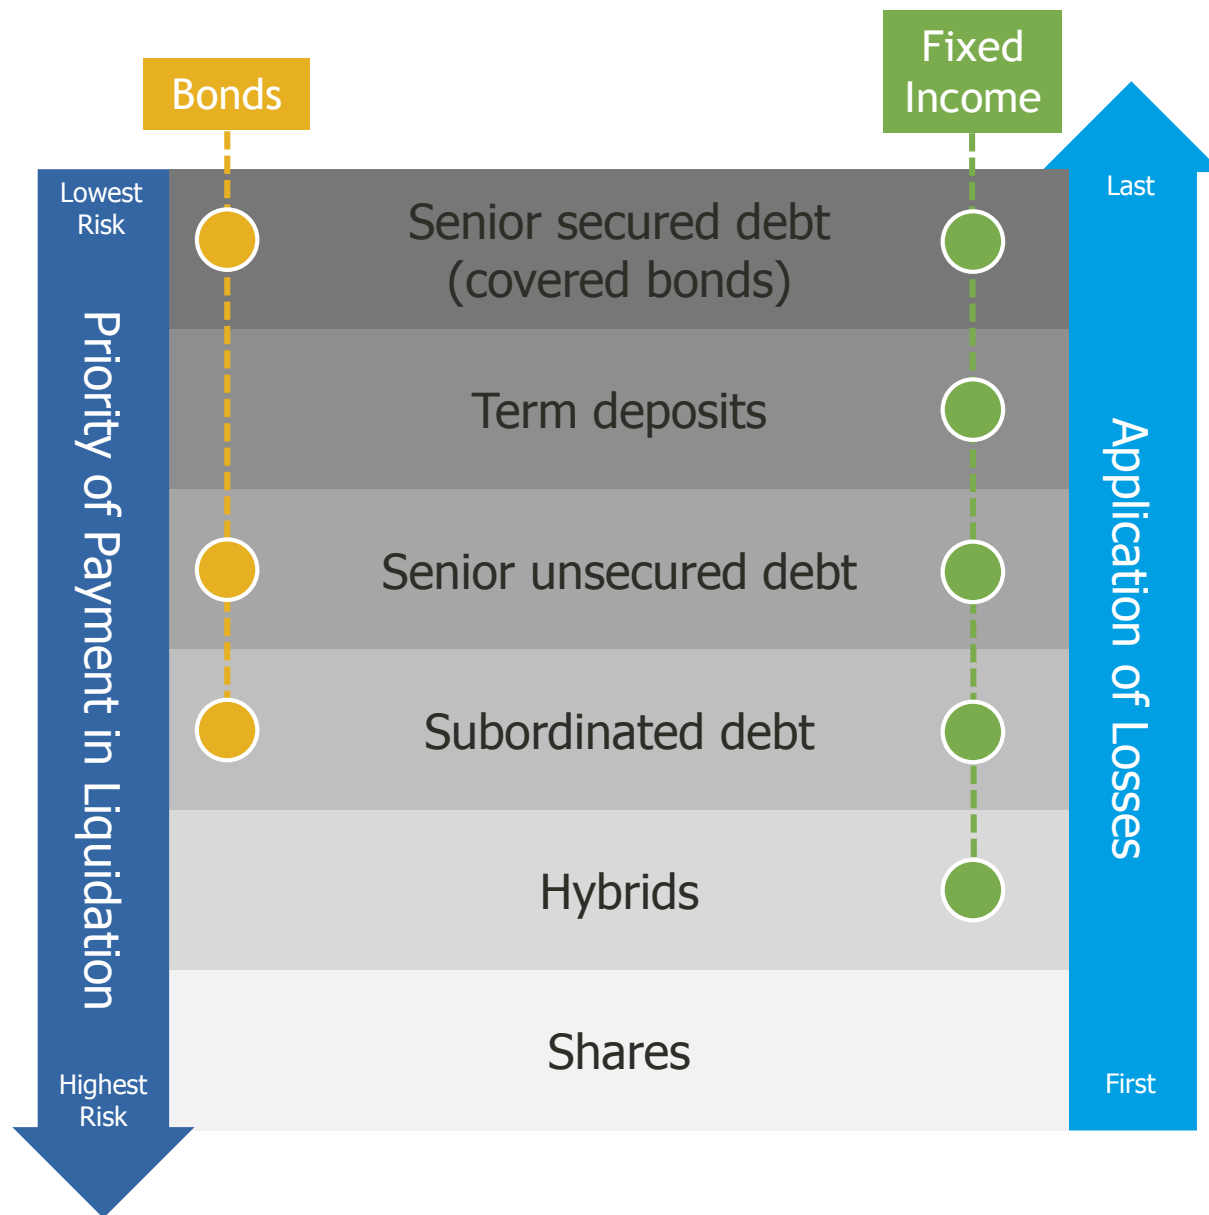 Fixed
Income
Bonds
Lowest
Risk
Last
Senior secured debt
(covered bonds)
Term deposits
Senior unsecured debt
Subordinated debt
Hybrids
Shares
Priority of Payment in Liquidation
Application of Losses
Highest
Risk
First